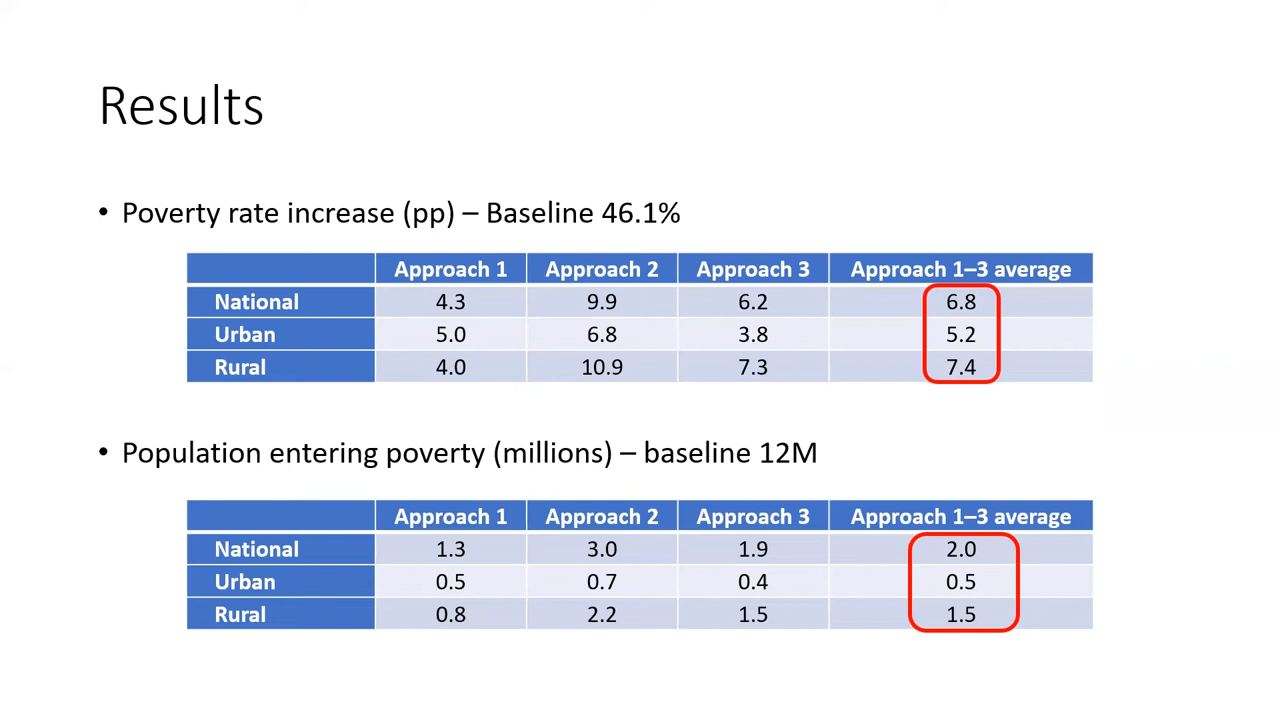 Results
• Poverty rate increase (pp) – Baseline 46.1%
Approach 1 Approach 2 Approach 3 Approach 1–3 average
National 4.3 9.9 6.2 6.8
Urban 5.0 6.8 3.8 5.2
Rural 4.0 10.9 7.3 7.4
• Population entering poverty (millions) – baseline 12M
Approach 1 Approach 2 Approach 3 Approach 1–3 average
National 1.3 3.0 1.9 2.0
Urban 0.5 0.7 0.4 0.5
Rural 0.8 2.2 1.5 1.5